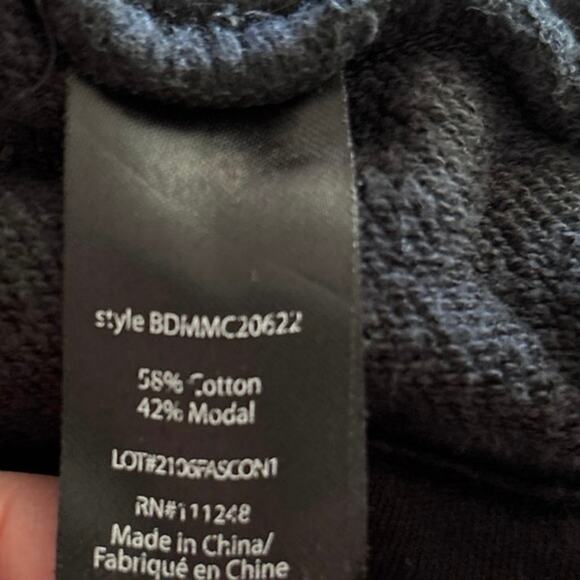 style BDMMC20622
58% Cotton
42% Modal
LOT#2106FASCON1
RN#111248
Made in China/
Fabriqué en Chine